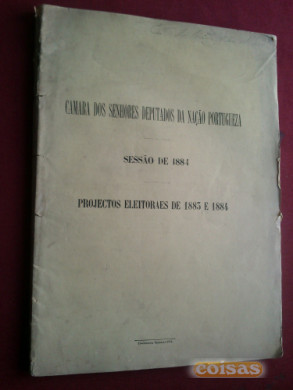 CAMARA DOS SENHORES DEPUTADOS DA NAÇÃO PORTUGUEZA
SESSÃO DE 1884
PROJECTOS ELEITORAES DE 1883 E 1884
coisas